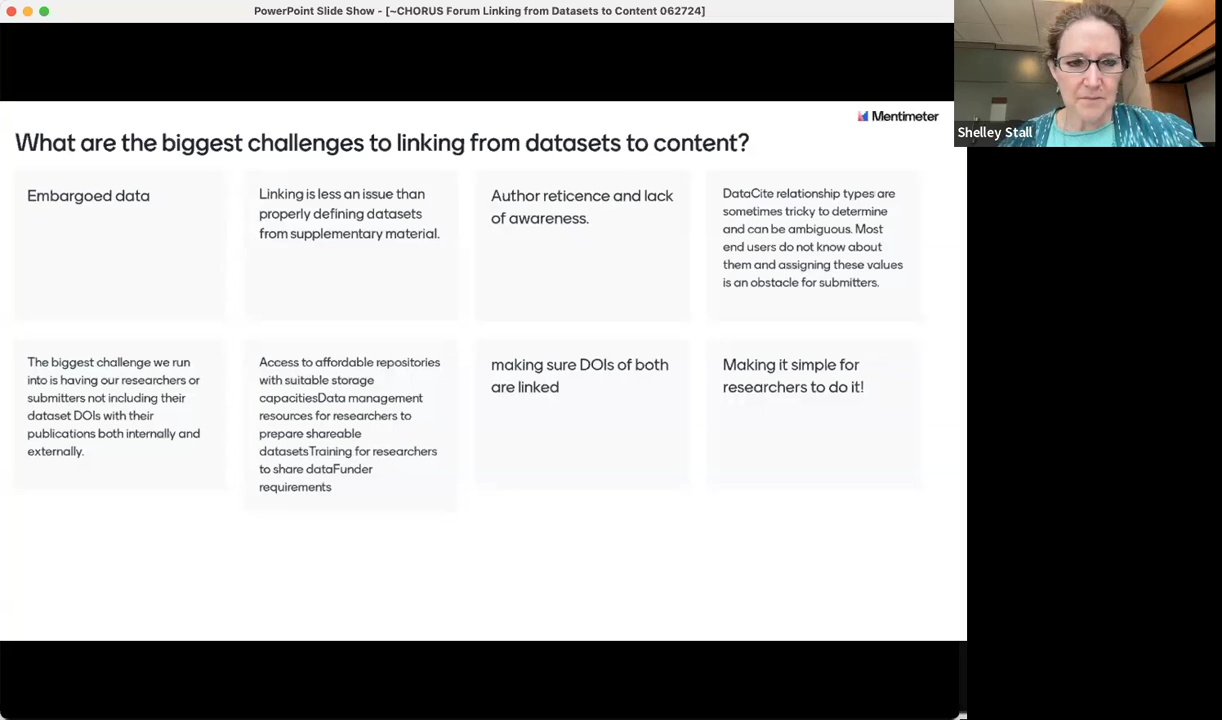 PowerPoint Slide Show - [~CHORUS Forum Linking from Datasets to Content 062724]
Mentimeter
Shelley Stall
What are the biggest challenges to linking from datasets to content?
Embargoed data
Linking is less an issue than
properly defining datasets
from supplementary material.
Author reticence and lack
of awareness.
DataCite relationship types are
sometimes tricky to determine
and can be ambiguous. Most
end users do not know about
them and assigning these values
is an obstacle for submitters.
The biggest challenge we run
into is having our researchers or
submitters not including their
dataset DOIs with their
publications both internally and
externally.
Access to affordable repositories
with suitable storage
capacitiesData management
resources for researchers to
prepare shareable
datasetsTraining for researchers
to share dataFunder
requirements
making sure DOIs of both
are linked
Making it simple for
researchers to do it!